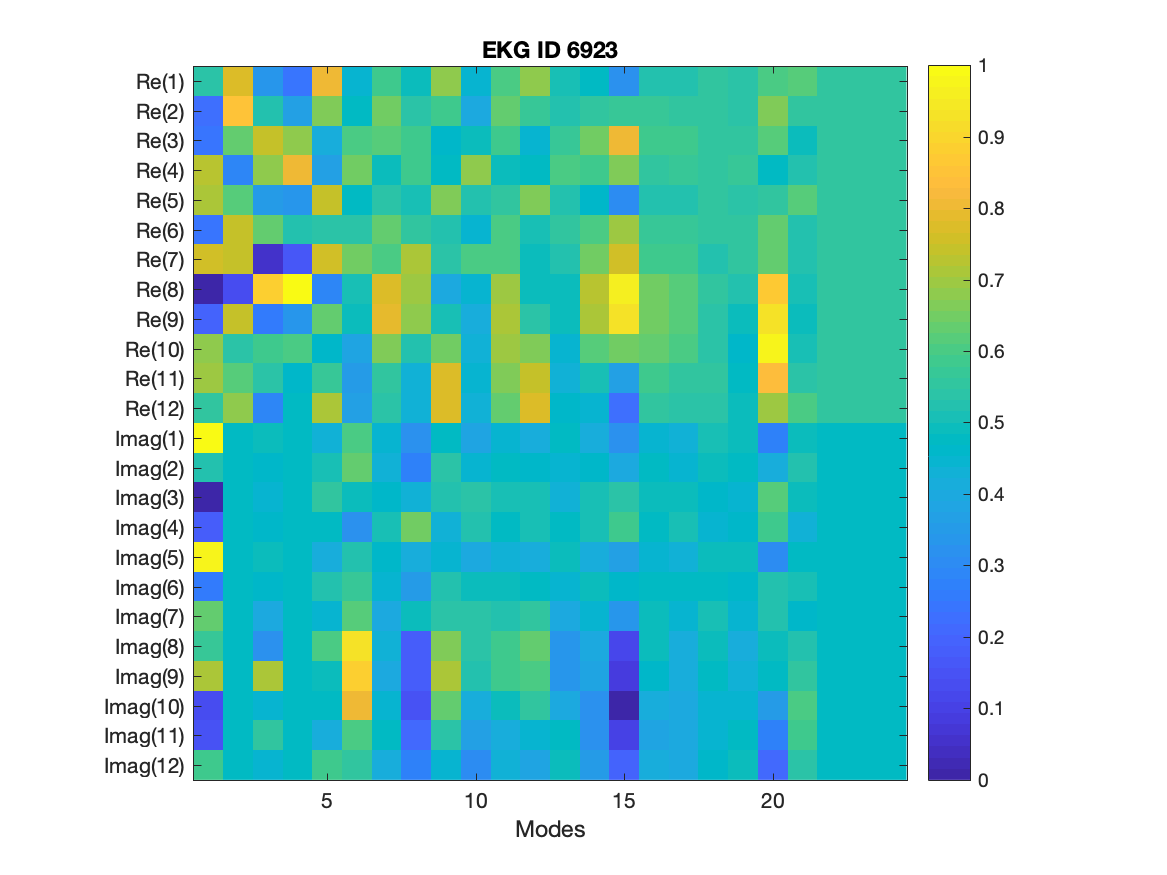 EKG ID 6923
Re(1)
Re(2)
Re(3)
Re(4)
Re(5)
Re(6)
Re(7)
Re(8)
Re(9)
Re(10)
Re(11)
Re(12)
Imag(1)
Imag(2)
Imag(3)
Imag(4)
Imag(5)
Imag(6)
Imag(7)
Imag(8)
Imag(9)
Imag(10)
Imag(11)
Imag(12)
5 10 15 20
Modes
1
0.9
0.8
0.7
0.6
0.5
0.4
0.3
0.2
0.1
0